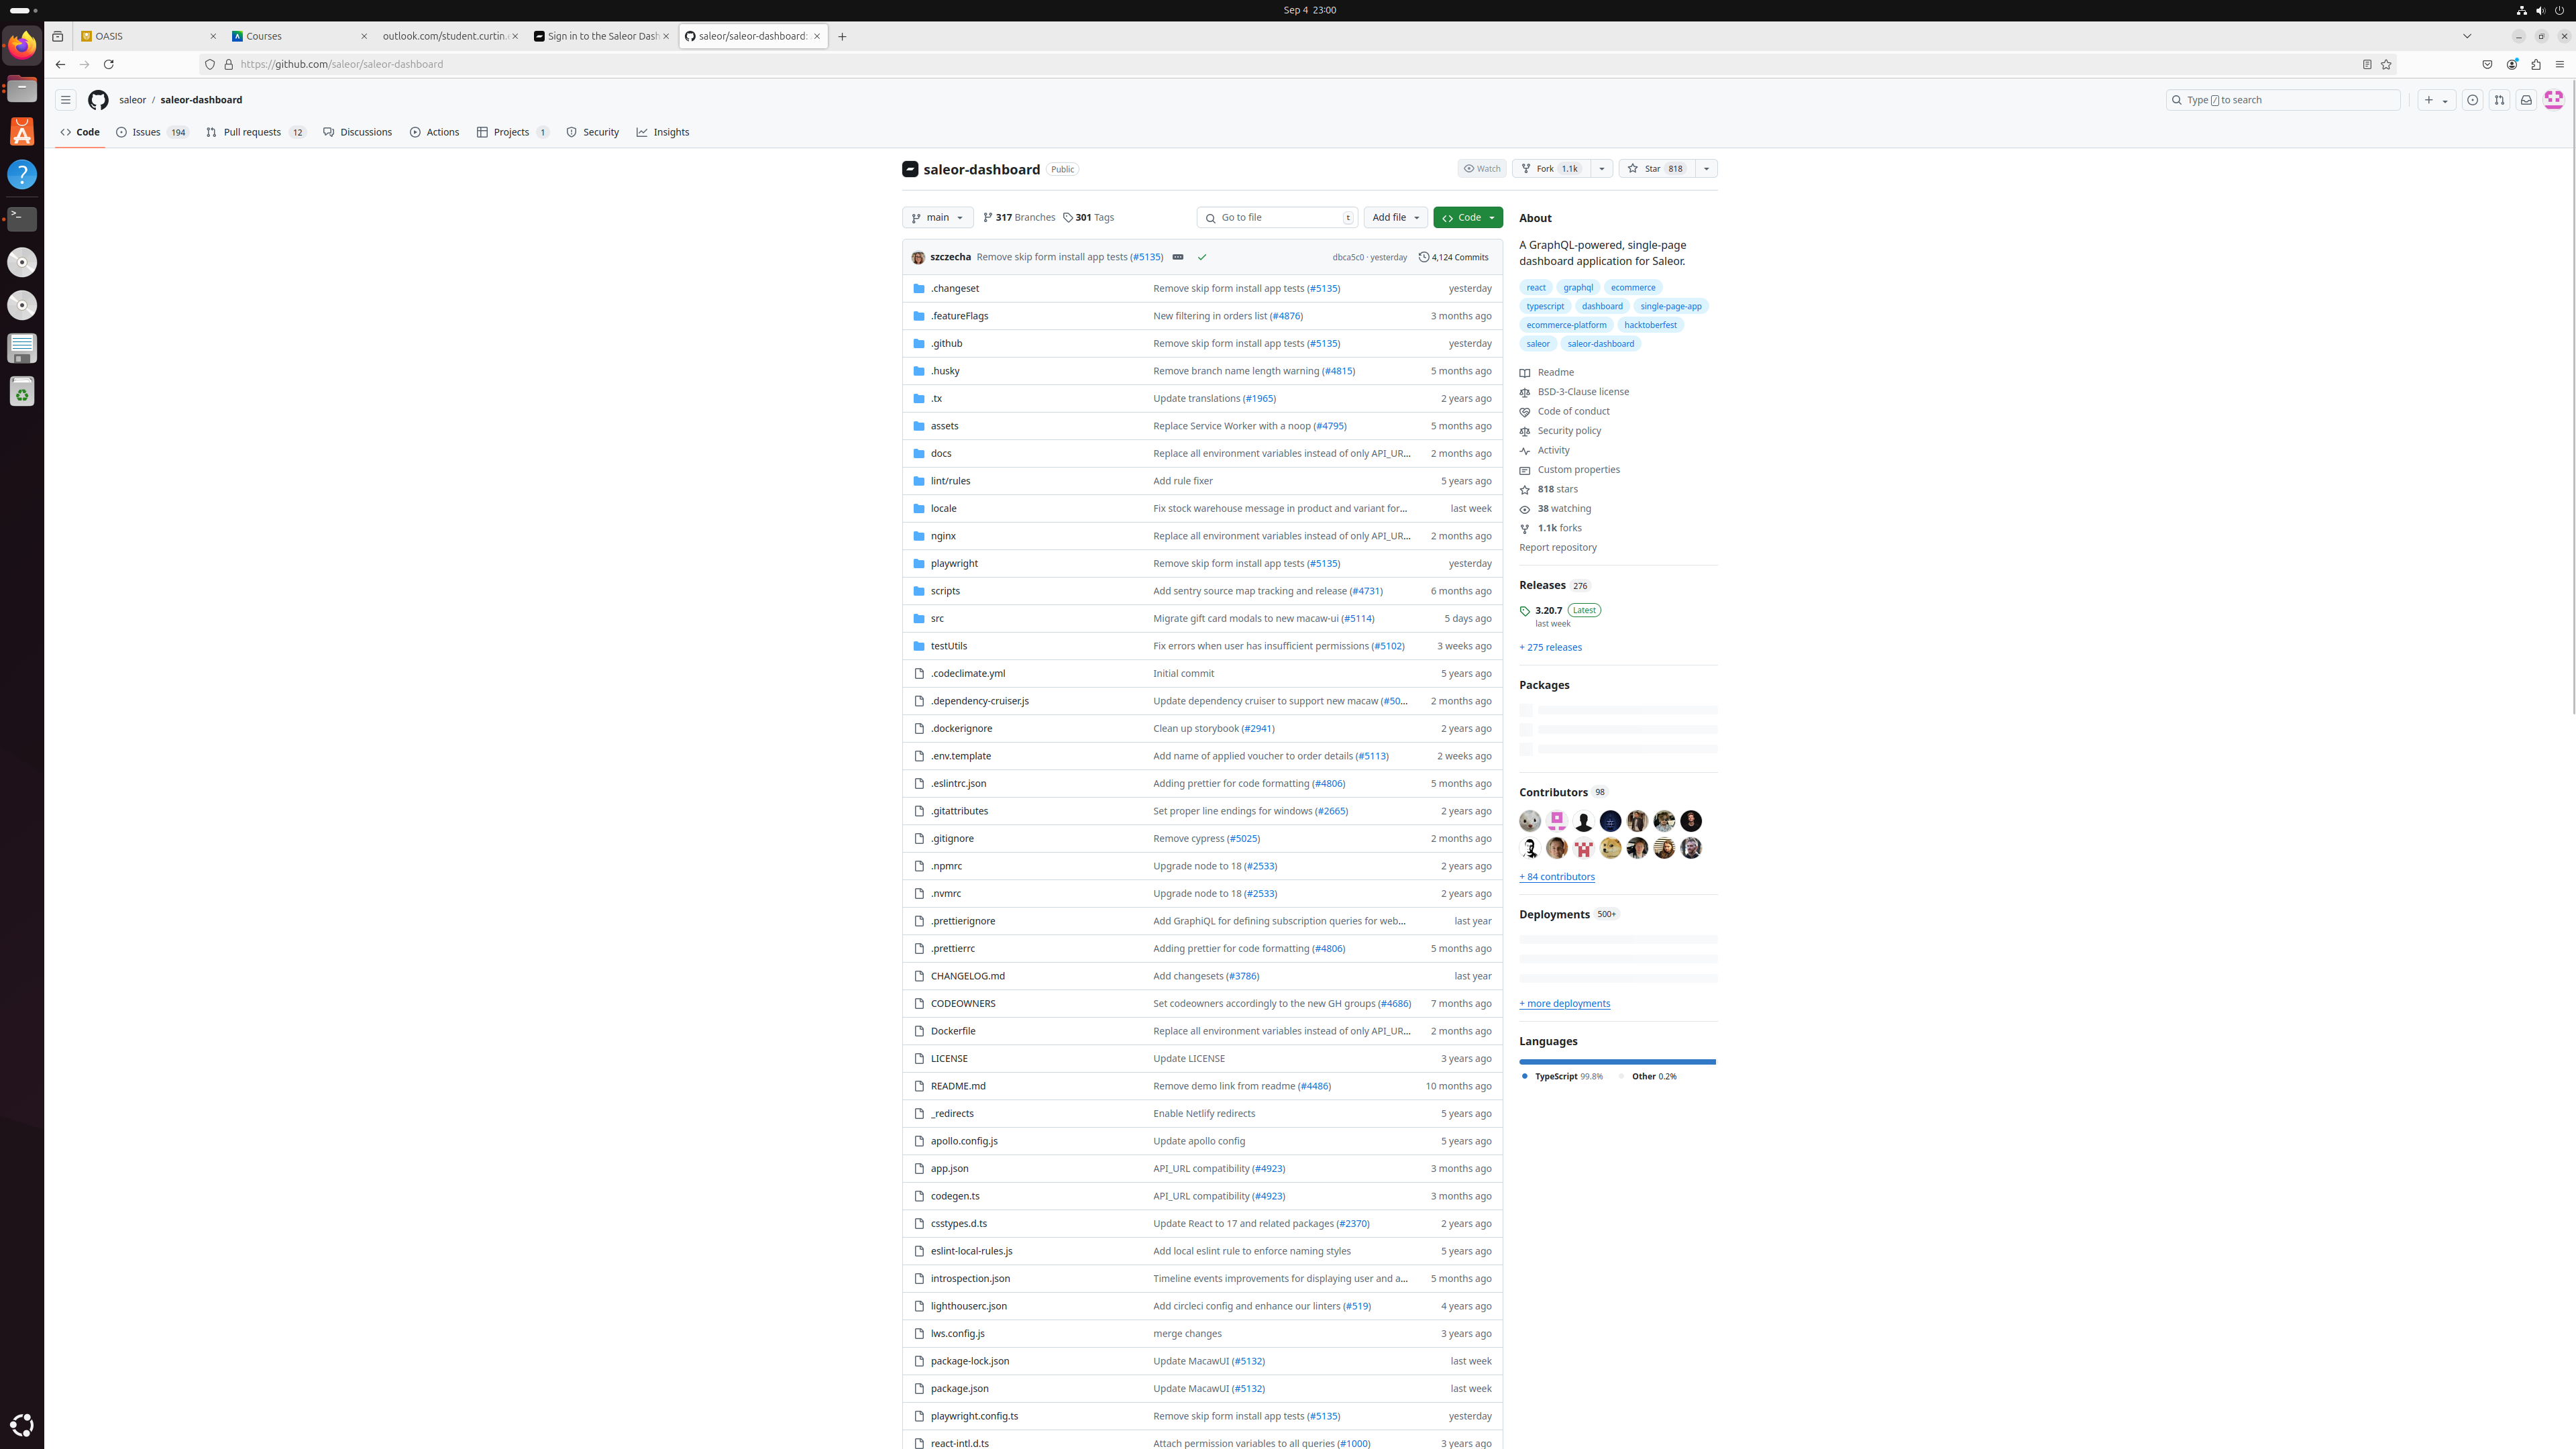 Sep 4 23:00
OASIS
Courses
outlook.com/student.curtin.
Sign in to the Saleor Dash
saleor/saleor-dashboard:
https://github.com/saleor/saleor-dashboard
saleor / saleor-dashboard
Type / to search
Code
Issues 194
Pull requests 12
Discussions
Actions
Projects 1
Security
Insights
saleor-dashboard Public
Watch
Fork 1.1k
Star 818
main
317 Branches
301 Tags
Go to file t
Add file
Code
szczecha Remove skip form install app tests (#5135) dbca5c0 · yesterday 4,124 Commits
.changeset Remove skip form install app tests (#5135) yesterday
.featureFlags New filtering in orders list (#4876) 3 months ago
.github Remove skip form install app tests (#5135) yesterday
.husky Remove branch name length warning (#4815) 5 months ago
.tx Update translations (#1965) 2 years ago
assets Replace Service Worker with a noop (#4795) 5 months ago
docs Replace all environment variables instead of only API_UR... 2 months ago
lint/rules Add rule fixer 5 years ago
locale Fix stock warehouse message in product and variant for... last week
nginx Replace all environment variables instead of only API_UR... 2 months ago
playwright Remove skip form install app tests (#5135) yesterday
scripts Add sentry source map tracking and release (#4731) 6 months ago
src Migrate gift card modals to new macaw-ui (#5114) 5 days ago
testUtils Fix errors when user has insufficient permissions (#5102) 3 weeks ago
.codeclimate.yml Initial commit 5 years ago
.dependency-cruiser.js Update dependency cruiser to support new macaw (#50... 2 months ago
.dockerignore Clean up storybook (#2941) 2 years ago
.env.template Add name of applied voucher to order details (#5113) 2 weeks ago
.eslintrc.json Adding prettier for code formatting (#4806) 5 months ago
.gitattributes Set proper line endings for windows (#2665) 2 years ago
.gitignore Remove cypress (#5025) 2 months ago
.npmrc Upgrade node to 18 (#2533) 2 years ago
.nvmrc Upgrade node to 18 (#2533) 2 years ago
.prettierignore Add GraphiQL for defining subscription queries for web... last year
.prettierrc Adding prettier for code formatting (#4806) 5 months ago
CHANGELOG.md Add changesets (#3786) last year
CODEOWNERS Set codeowners accordingly to the new GH groups (#4686) 7 months ago
Dockerfile Replace all environment variables instead of only API_UR... 2 months ago
LICENSE Update LICENSE 3 years ago
README.md Remove demo link from readme (#4486) 10 months ago
_redirects Enable Netlify redirects 5 years ago
apollo.config.js Update apollo config 5 years ago
app.json API_URL compatibility (#4923) 3 months ago
codegen.ts API_URL compatibility (#4923) 3 months ago
csstypes.d.ts Update React to 17 and related packages (#2370) 2 years ago
eslint-local-rules.js Add local eslint rule to enforce naming styles 5 years ago
introspection.json Timeline events improvements for displaying user and a... 5 months ago
lighthouserc.json Add circleci config and enhance our linters (#519) 4 years ago
lws.config.js merge changes 3 years ago
package-lock.json Update MacawUI (#5132) last week
package.json Update MacawUI (#5132) last week
playwright.config.ts Remove skip form install app tests (#5135) yesterday
react-intl.d.ts Attach permission variables to all queries (#1000) 3 years ago
About
A GraphQL-powered, single-page
dashboard application for Saleor.
react graphql ecommerce
typescript dashboard single-page-app
ecommerce-platform hacktoberfest
saleor saleor-dashboard
Readme
BSD-3-Clause license
Code of conduct
Security policy
Activity
Custom properties
818 stars
38 watching
1.1k forks
Report repository
Releases 276
3.20.7 Latest
last week
+ 275 releases
Packages
Contributors 98
+ 84 contributors
Deployments 500+
+ more deployments
Languages
TypeScript 99.8% Other 0.2%